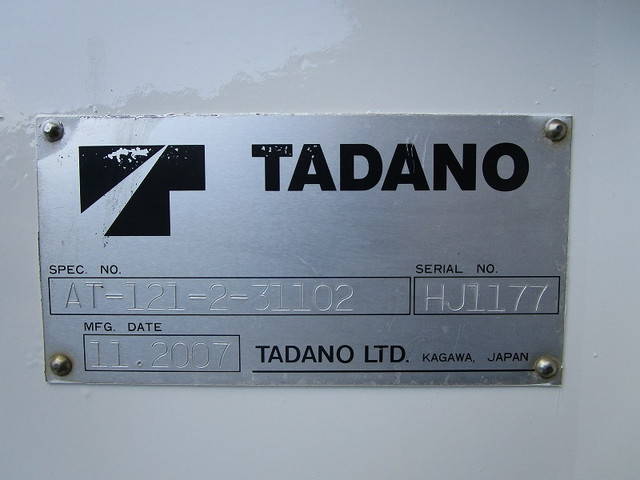 TADANO
SPEC. NO. SERIAL NO.
AT-121-2-31102 HJ1177
MFG. DATE
11.2007 TADANO LTD. KAGAWA, JAPAN